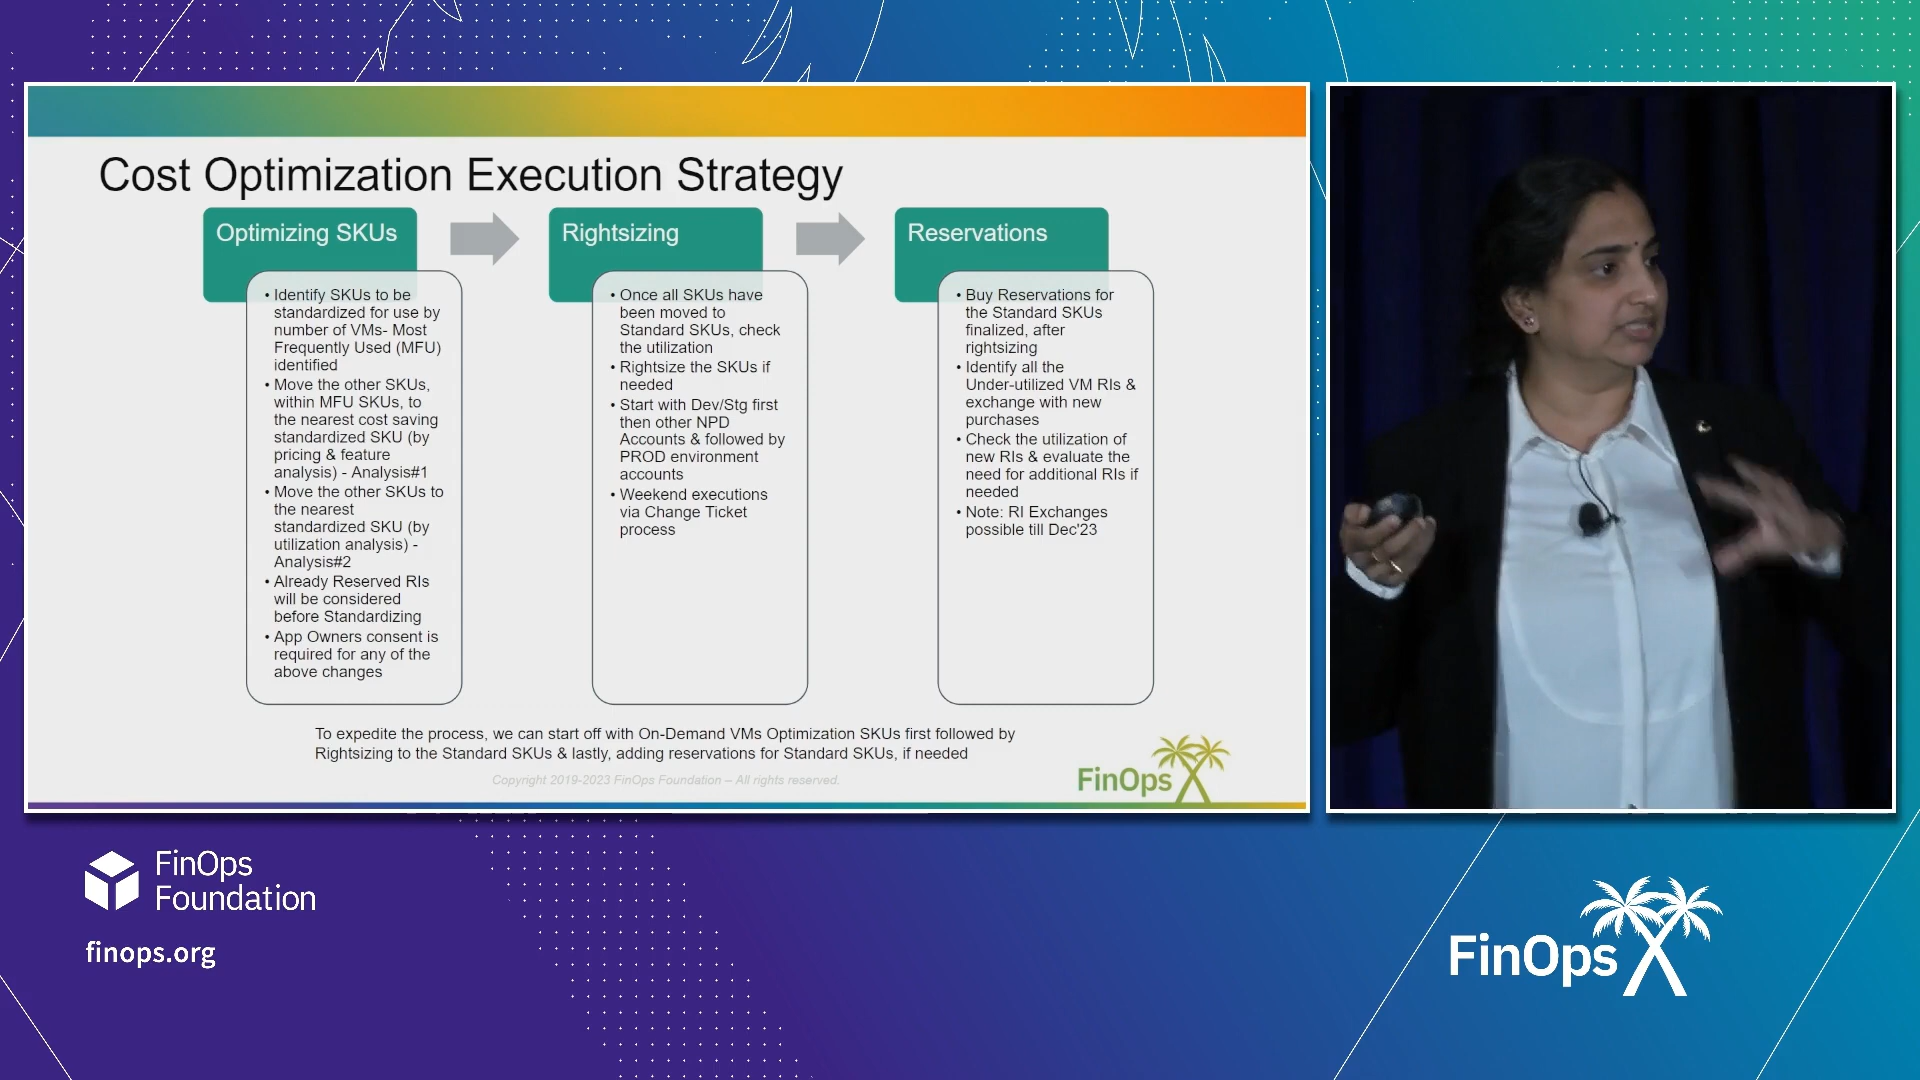 Cost Optimization Execution Strategy
Optimizing SKUs
• Identify SKUs to be
standardized for use by
number of VMs- Most
Frequently Used (MFU)
identified
• Move the other SKUs,
within MFU SKUs, to
the nearest cost saving
standardized SKU (by
pricing & feature
analysis) - Analysis#1
• Move the other SKUs to
the nearest
standardized SKU (by
utilization analysis) -
Analysis#2
• Already Reserved RIs
will be considered
before Standardizing
• App Owners consent is
required for any of the
above changes
Rightsizing
• Once all SKUs have
been moved to
Standard SKUs, check
the utilization
• Rightsize the SKUs if
needed
• Start with Dev/Stg first
then other NPD
Accounts & followed by
PROD environment
accounts
• Weekend executions
via Change Ticket
process
Reservations
• Buy Reservations for
the Standard SKUs
finalized, after
rightsizing
• Identify all the
Under-utilized VM RIs &
exchange with new
purchases
• Check the utilization of
new RIs & evaluate the
need for additional RIs if
needed
• Note: RI Exchanges
possible till Dec'23
To expedite the process, we can start off with On-Demand VMs Optimization SKUs first followed by
Rightsizing to the Standard SKUs & lastly, adding reservations for Standard SKUs, if needed
Copyright 2019-2023 FinOps Foundation – All rights reserved.
FinOps X
FinOps
Foundation
finops.org
FinOps X